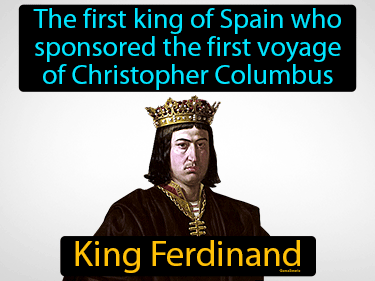 The first king of Spain who
sponsored the first voyage
of Christopher Columbus
King Ferdinand